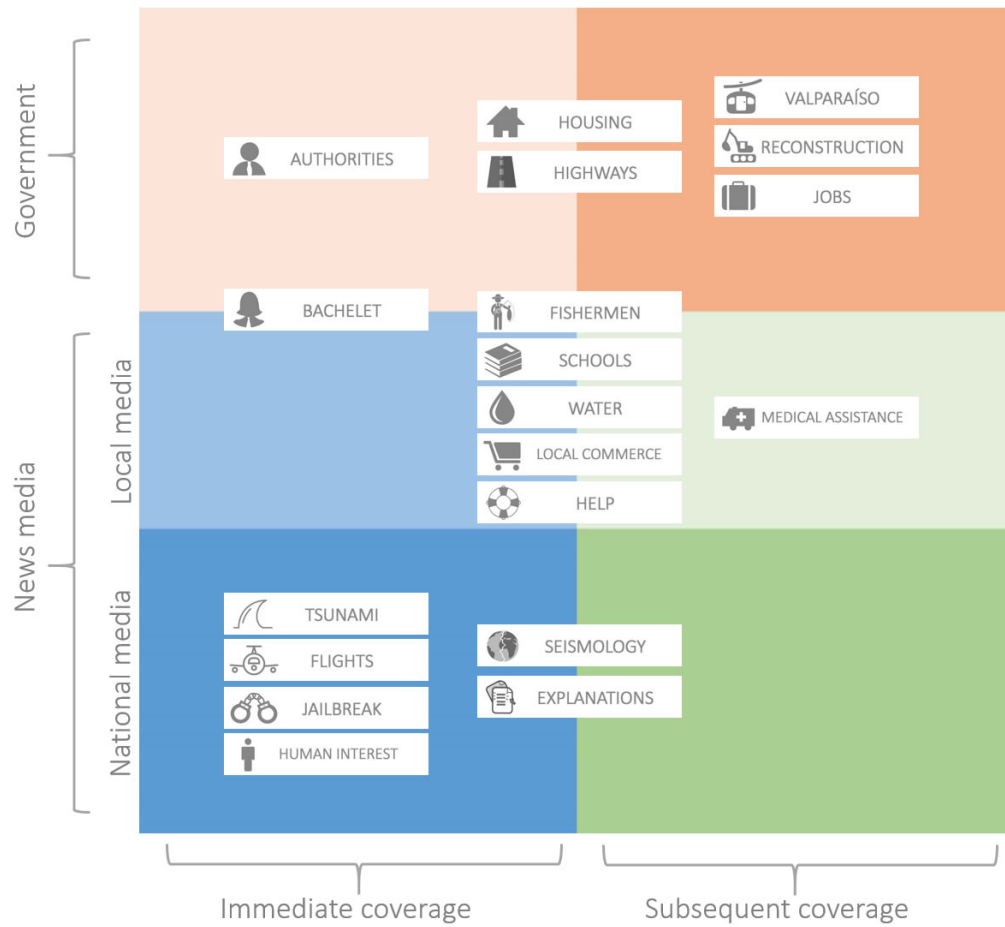 Government
AUTHORITIES
HOUSING
HIGHWAYS
VALPARAÍSO
RECONSTRUCTION
JOBS
BACHELET
FISHERMEN
News media
Local media
SCHOOLS
WATER
LOCAL COMMERCE
HELP
MEDICAL ASSISTANCE
National media
TSUNAMI
FLIGHTS
JAILBREAK
HUMAN INTEREST
SEISMOLOGY
EXPLANATIONS
Immediate coverage
Subsequent coverage